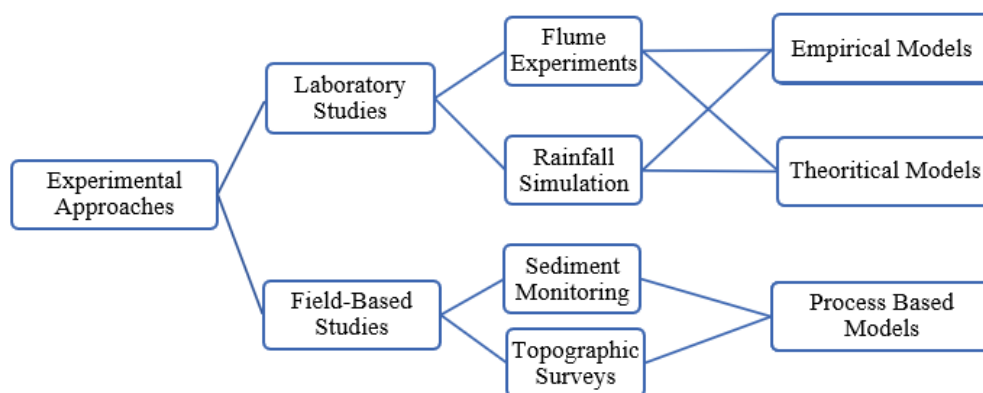 Experimental
Approaches
Laboratory
Studies
Field-Based
Studies
Flume
Experiments
Rainfall
Simulation
Sediment
Monitoring
Topographic
Surveys
Empirical Models
Theoritical Models
Process Based
Models